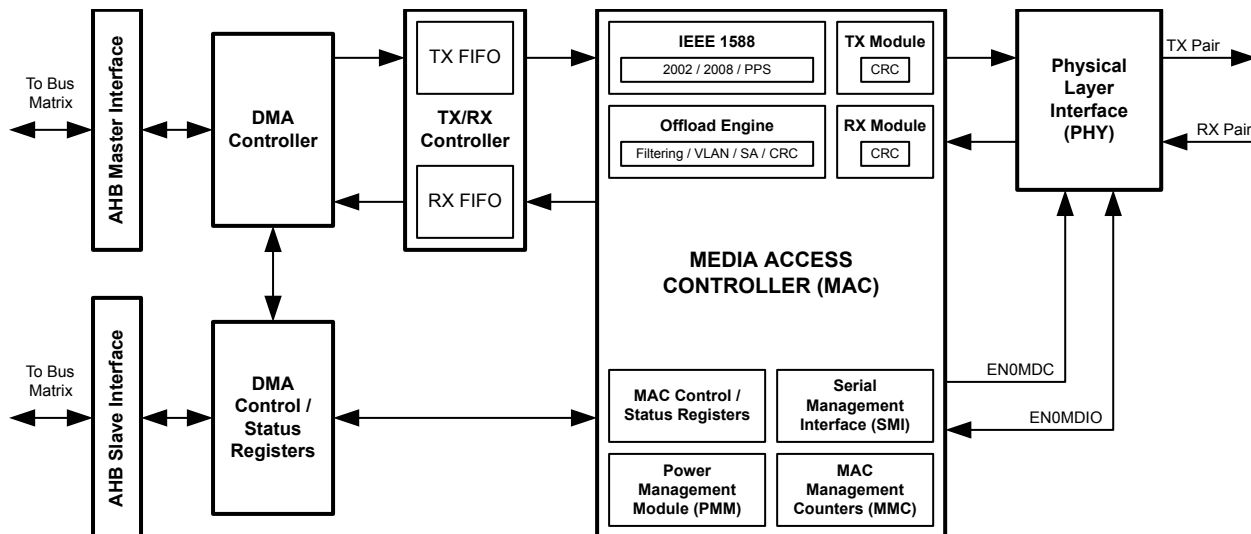 To Bus
Matrix
AHB Master Interface
DMA
Controller
TX FIFO
TX/RX
Controller
RX FIFO
IEEE 1588
2002 / 2008 / PPS
TX Module
CRC
Offload Engine
Filtering / VLAN / SA / CRC
RX Module
CRC
MEDIA ACCESS
CONTROLLER (MAC)
Physical
Layer
Interface
(PHY)
TX Pair
RX Pair
To Bus
Matrix
AHB Slave Interface
DMA
Control /
Status
Registers
MAC Control /
Status Registers
Serial
Management
Interface (SMI)
Power
Management
Module (PMM)
MAC
Management
Counters (MMC)
EN0MDC
EN0MDIO